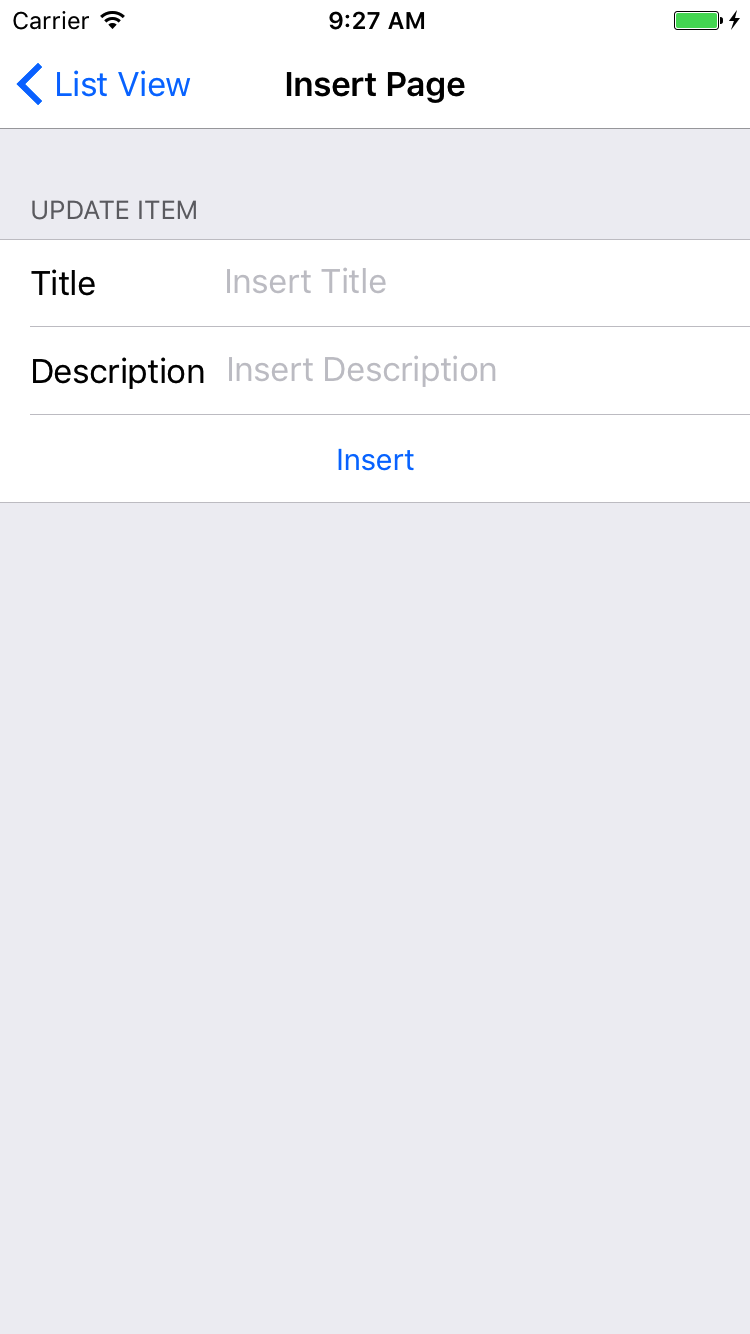 Carrier 9:27 AM
List View Insert Page
UPDATE ITEM
Title Insert Title
Description Insert Description
Insert